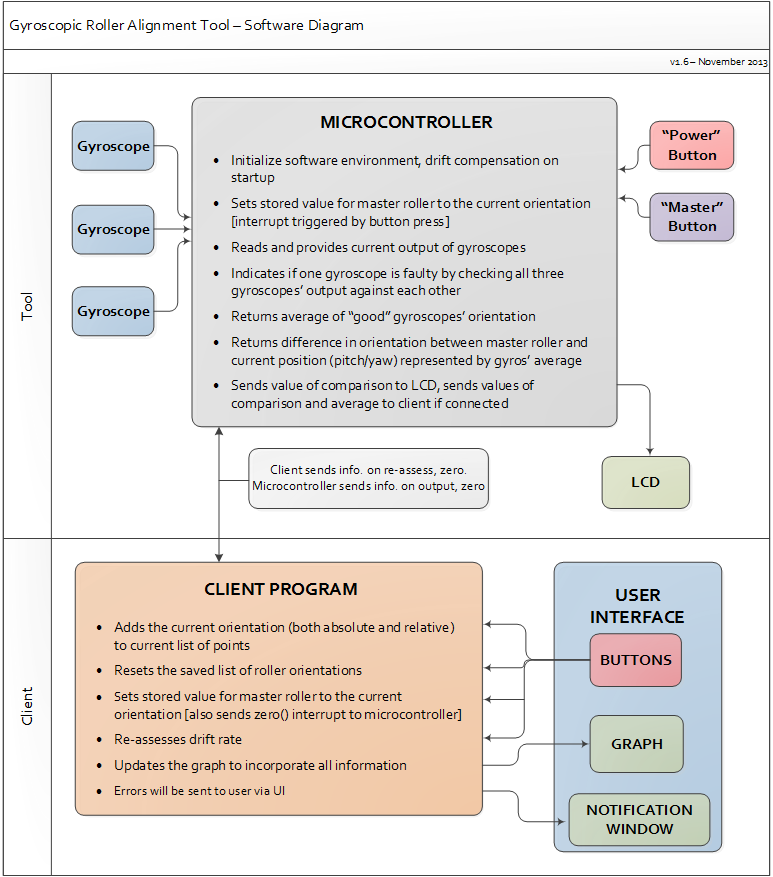 Gyroscopic Roller Alignment Tool – Software Diagram
v1.6 – November 2013
Tool
Gyroscope
Gyroscope
Gyroscope
MICROCONTROLLER
• Initialize software environment, drift compensation on
startup
• Sets stored value for master roller to the current orientation
[interrupt triggered by button press]
• Reads and provides current output of gyroscopes
• Indicates if one gyroscope is faulty by checking all three
gyroscopes’ output against each other
• Returns average of “good” gyroscopes’ orientation
• Returns difference in orientation between master roller and
current position (pitch/yaw) represented by gyros’ average
• Sends value of comparison to LCD, sends values of
comparison and average to client if connected
“Power”
Button
“Master”
Button
LCD
Client sends info. on re-assess, zero.
Microcontroller sends info. on output, zero
Client
CLIENT PROGRAM
• Adds the current orientation (both absolute and relative)
to current list of points
• Resets the saved list of roller orientations
• Sets stored value for master roller to the current
orientation [also sends zero() interrupt to microcontroller]
• Re-assesses drift rate
• Updates the graph to incorporate all information
• Errors will be sent to user via UI
USER
INTERFACE
BUTTONS
GRAPH
NOTIFICATION
WINDOW